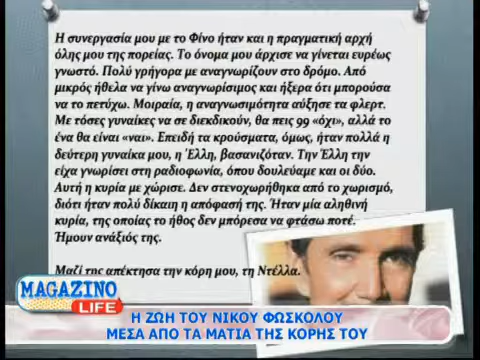 Η συνεργασία μου με το Φίνο ήταν και η πραγματική αρχή
όλης μου της πορείας. Το όνομα μου άρχισε να γίνεται ευρέως
γνωστό. Πολύ γρήγορα με αναγνωρίζουν στο δρόμο. Από
μικρός ήθελα να γίνω αναγνωρίσιμος και ήξερα ότι μπορούσα
να το πετύχω. Μοιραία, η αναγνωσιμότητα αύξησε τα φλερτ.
Με τόσες γυναίκες να σε διεκδικούν, θα πεις 99 «όχι», αλλά το
ένα θα είναι «ναι». Επειδή τα κρούσματα, όμως, ήταν πολλά η
δεύτερη γυναίκα μου, η Έλλη, βασανιζόταν. Την Έλλη την
είχα γνωρίσει στη ραδιοφωνία, όπου δουλεύαμε και οι δύο.
Αυτή η κυρία με χώρισε. Δεν στενοχωρήθηκα από το χωρισμό,
διότι ήταν πολύ δίκαιη η απόφασή της. Ήταν μία αληθινή
κυρία, της οποίας το ήθος δεν μπόρεσα να φτάσω ποτέ.
Ήμουν ανάξιός της.
Μαζί της απέκτησα την κόρη μου, τη Ντέλλα.
MAGAZINO
LIFE
Η ΖΩΗ ΤΟΥ ΝΙΚΟΥ ΦΩΣΚΟΛΟΥ
ΜΕΣΑ ΑΠΟ ΤΑ ΜΑΤΙΑ ΤΗΣ ΚΟΡΗΣ ΤΟΥ